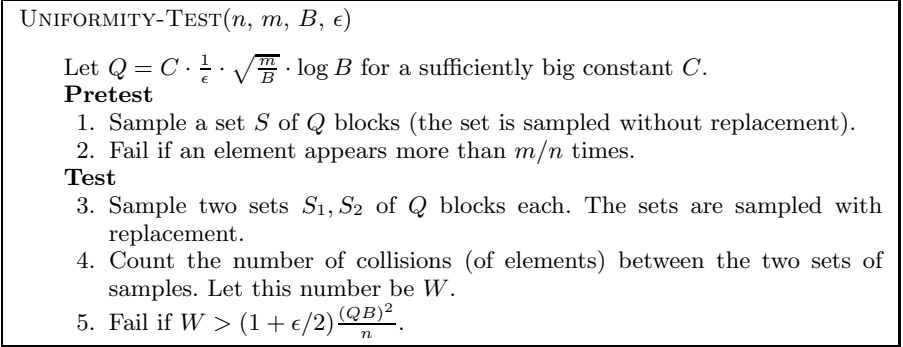 UNIFORMITY-TEST(n, m, B, ϵ)
Let Q = C · 1/ϵ · √(m/B) · log B for a sufficiently big constant C.
Pretest
1. Sample a set S of Q blocks (the set is sampled without replacement).
2. Fail if an element appears more than m/n times.
Test
3. Sample two sets S₁, S₂ of Q blocks each. The sets are sampled with
replacement.
4. Count the number of collisions (of elements) between the two sets of
samples. Let this number be W.
5. Fail if W > (1 + ϵ/2) (QB)²/n.